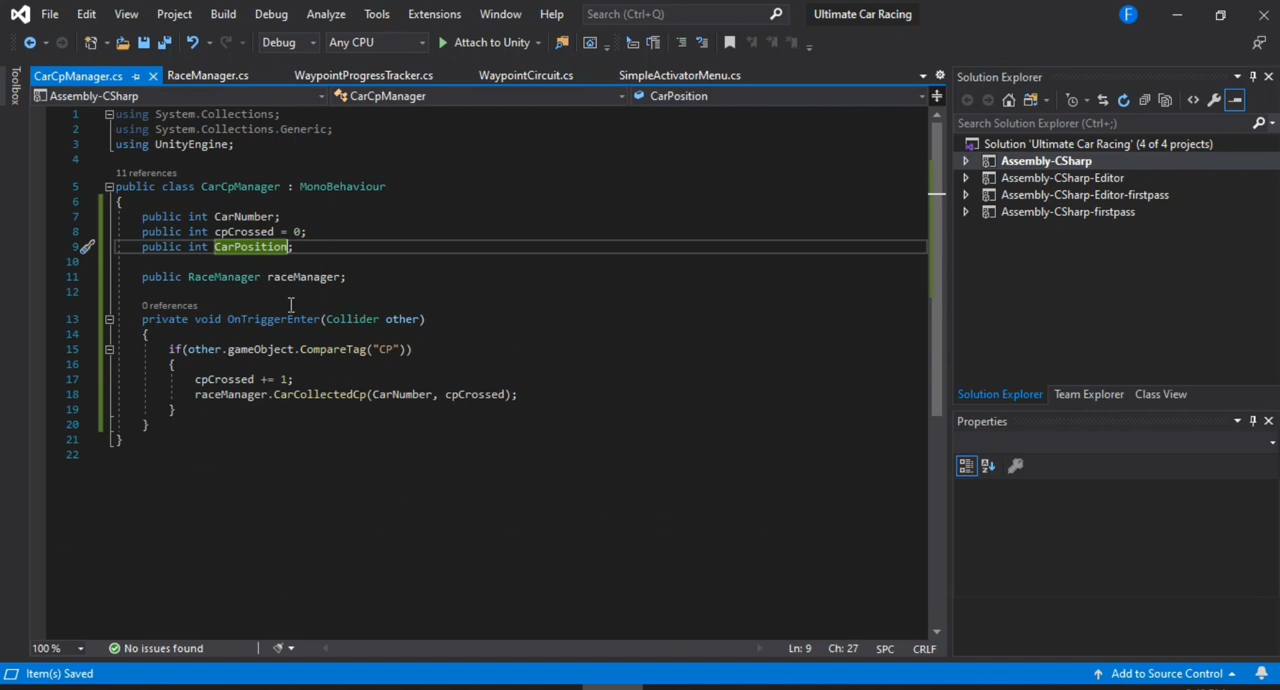 File Edit View Project Build Debug Analyze Tools Extensions Window Help Search (Ctrl+Q) Ultimate Car Racing F
Debug Any CPU Attach to Unity
Toolbox
CarCpManager.cs RaceManager.cs WaypointProgressTracker.cs WaypointCircuit.cs SimpleActivatorMenu.cs
Assembly-CSharp CarCpManager CarPosition
1 using System.Collections;
2 using System.Collections.Generic;
3 using UnityEngine;
4
11 references
5 public class CarCpManager : MonoBehaviour
6 {
7 public int CarNumber;
8 public int cpCrossed = 0;
9 public int CarPosition;
10
11 public RaceManager raceManager;
12
0 references
13 private void OnTriggerEnter(Collider other)
14 {
15 if(other.gameObject.CompareTag("CP"))
16 {
17 cpCrossed += 1;
18 raceManager.CarCollectedCp(CarNumber, cpCrossed);
19 }
20 }
21 }
22
100 % No issues found Ln: 9 Ch: 27 SPC CRLF
Solution Explorer
Search Solution Explorer (Ctrl+;)
Solution 'Ultimate Car Racing' (4 of 4 projects)
Assembly-CSharp
Assembly-CSharp-Editor
Assembly-CSharp-Editor-firstpass
Assembly-CSharp-firstpass
Solution Explorer Team Explorer Class View
Properties
Item(s) Saved Add to Source Control